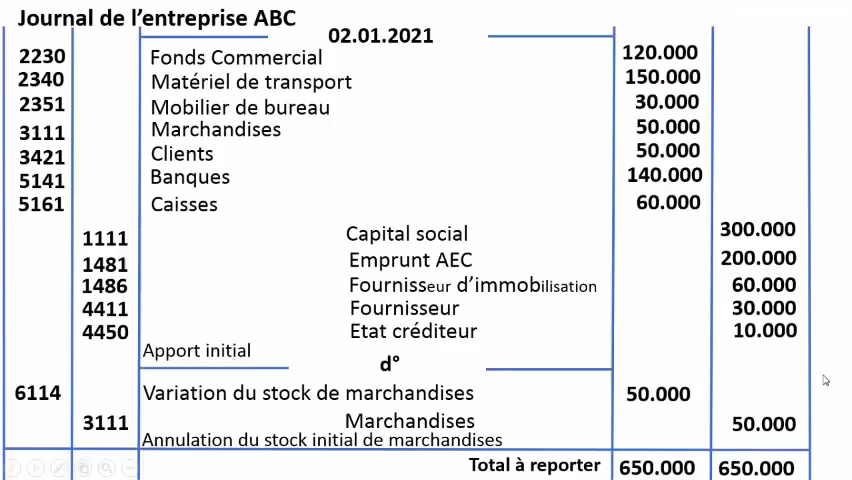 Journal de l'entreprise ABC
02.01.2021
2230 Fonds Commercial 120.000
2340 Matériel de transport 150.000
2351 Mobilier de bureau 30.000
3111 Marchandises 50.000
3421 Clients 50.000
5141 Banques 140.000
5161 Caisses 60.000
1111 Capital social 300.000
1481 Emprunt AEC 200.000
1486 Fournisseur d'immobilisation 60.000
4411 Fournisseur 30.000
4450 Etat créditeur 10.000
Apport initial
d°
6114 Variation du stock de marchandises 50.000
3111 Marchandises 50.000
Annulation du stock initial de marchandises
Total à reporter 650.000 650.000